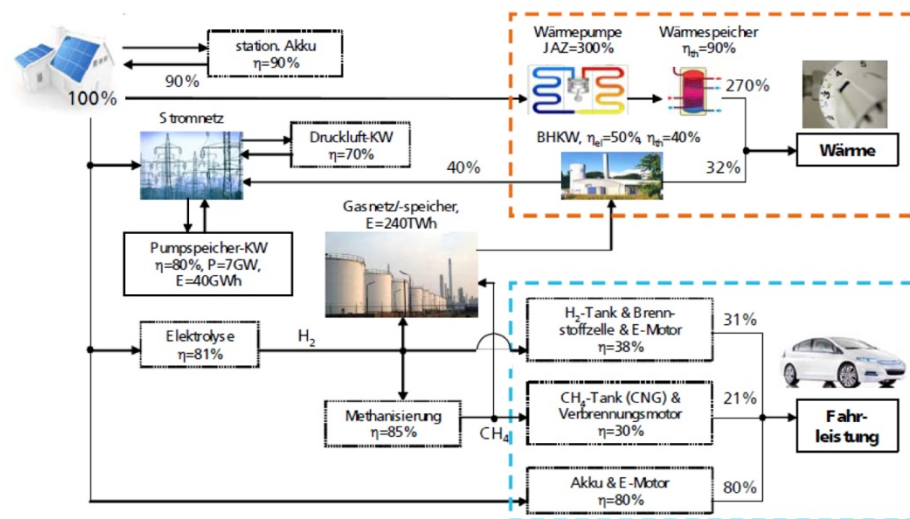 station. Akku
η=90%
90%
100%
Wärmepumpe
JAZ=300%
Wärmespeicher
ηth=90%
270%
Stromnetz
Druckluft-KW
η=70%
BHKW, ηel=50%, ηth=40%
40%
32%
Wärme
Gasnetz/-speicher,
E=240TWh
Pumpspeicher-KW
η=80%, P=7GW,
E=40GWh
Elektrolyse
η=81%
H2
H2-Tank & Brenn-
stoffzelle & E-Motor
η=38%
31%
Methanisierung
η=85%
CH4
CH4-Tank (CNG) &
Verbrennungsmotor
η=30%
21%
Fahr-
leistung
Akku & E-Motor
η=80%
80%